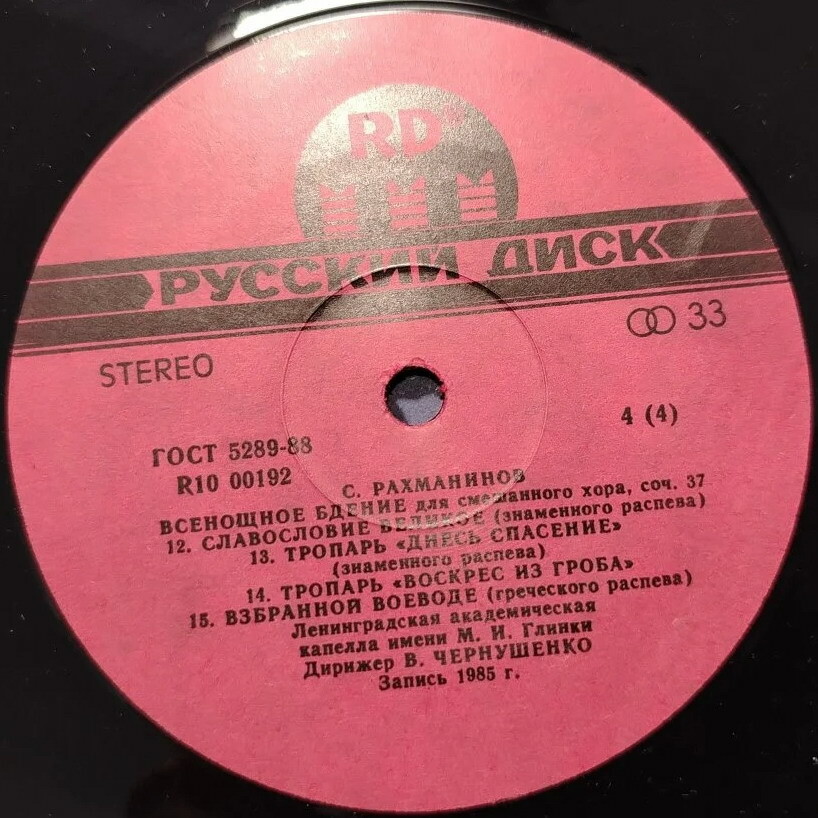 RD
РУССКИЙ ДИСК
STEREO
33
4 (4)
ГОСТ 5289-88
R10 00192
С. РАХМАНИНОВ
ВСЕНОЩНОЕ БДЕНИЕ для смешанного хора, соч. 37
12. СЛАВОСЛОВИЕ ВЕЛИКОЕ (знаменного распева)
13. ТРОПАРЬ «ДНЕСЬ СПАСЕНИЕ»
(знаменного распева)
14. ТРОПАРЬ «ВОСКРЕС ИЗ ГРОБА»
15. ВЗБРАННОЙ ВОЕВОДЕ (греческого распева)
Ленинградская академическая
капелла имени М. И. Глинки
Дирижер В. ЧЕРНУШЕНКО
Запись 1985 г.